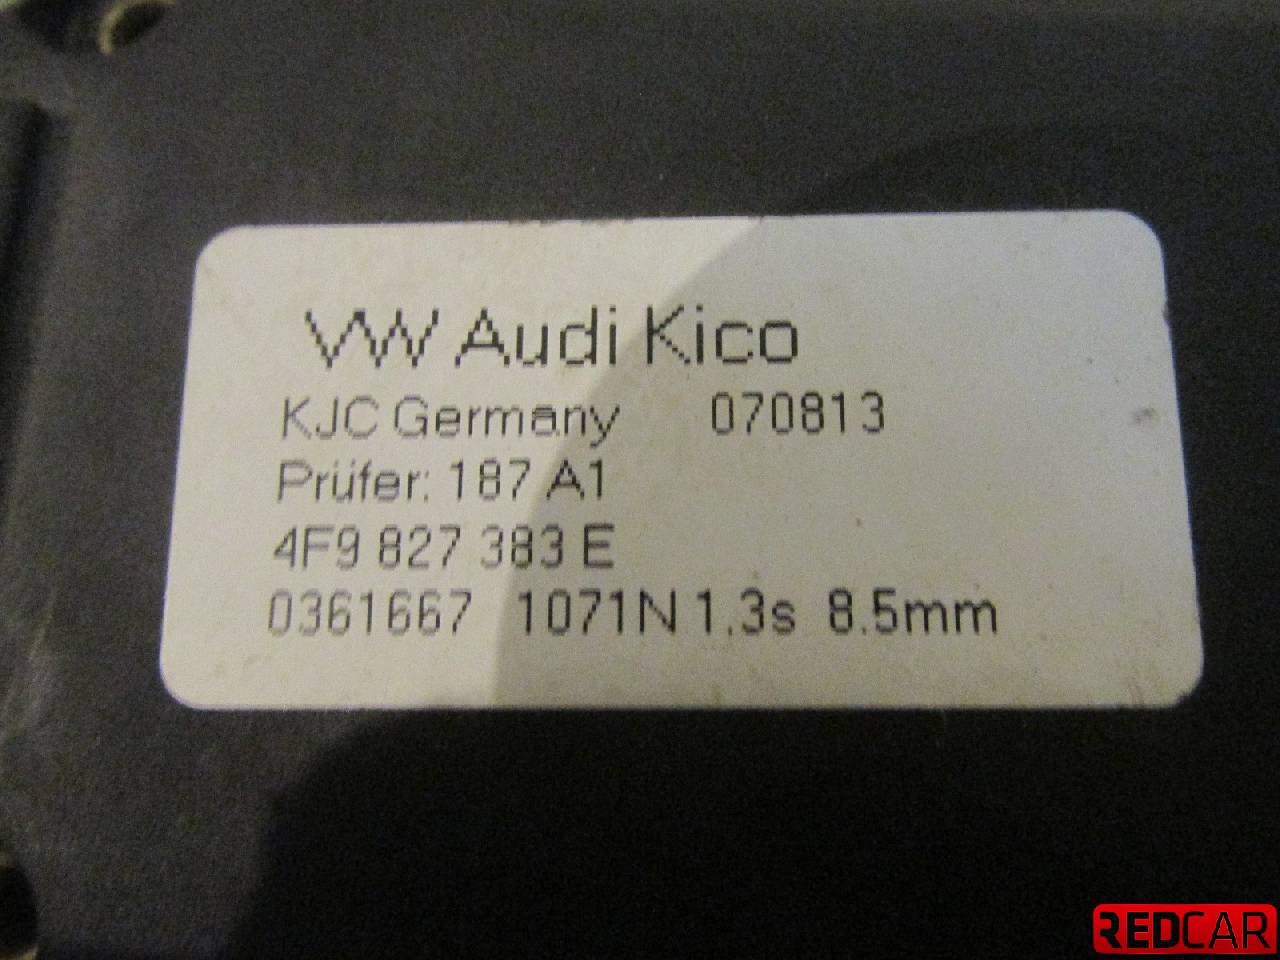 VW Audi Kico
KJC Germany 070813
Prüfer: 187 A1
4F9 827 383 E
0361667 1071N 1.3s 8.5mm
REDCAR